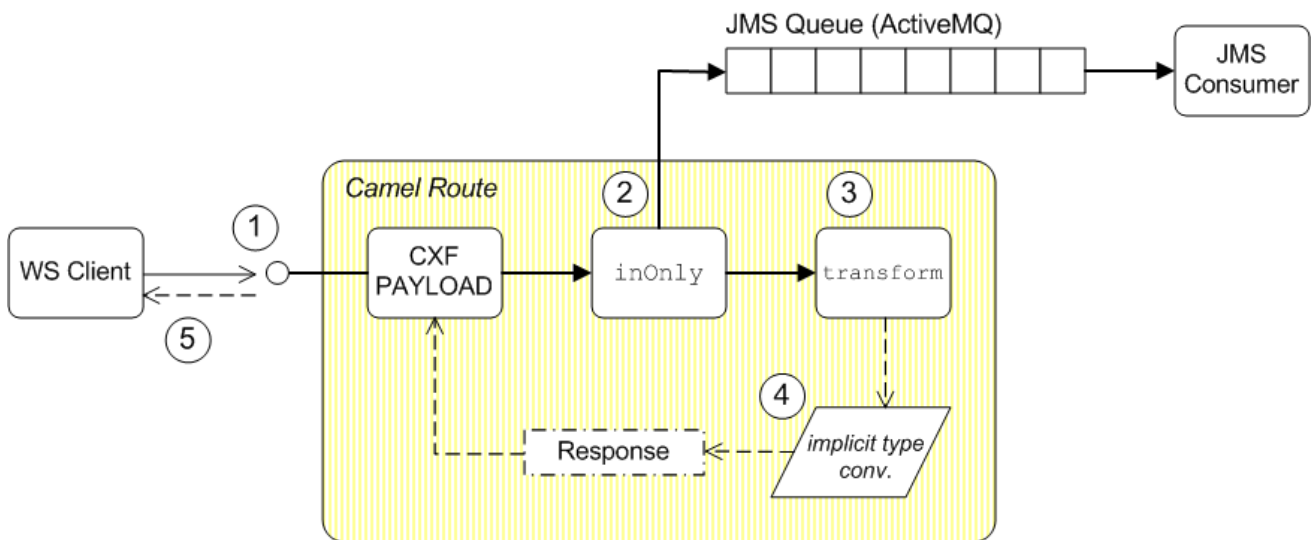 JMS Queue (ActiveMQ)
JMS
Consumer
Camel Route
2
3
1
WS Client
CXF
PAYLOAD
inOnly
transform
5
4
Response
implicit type
conv.